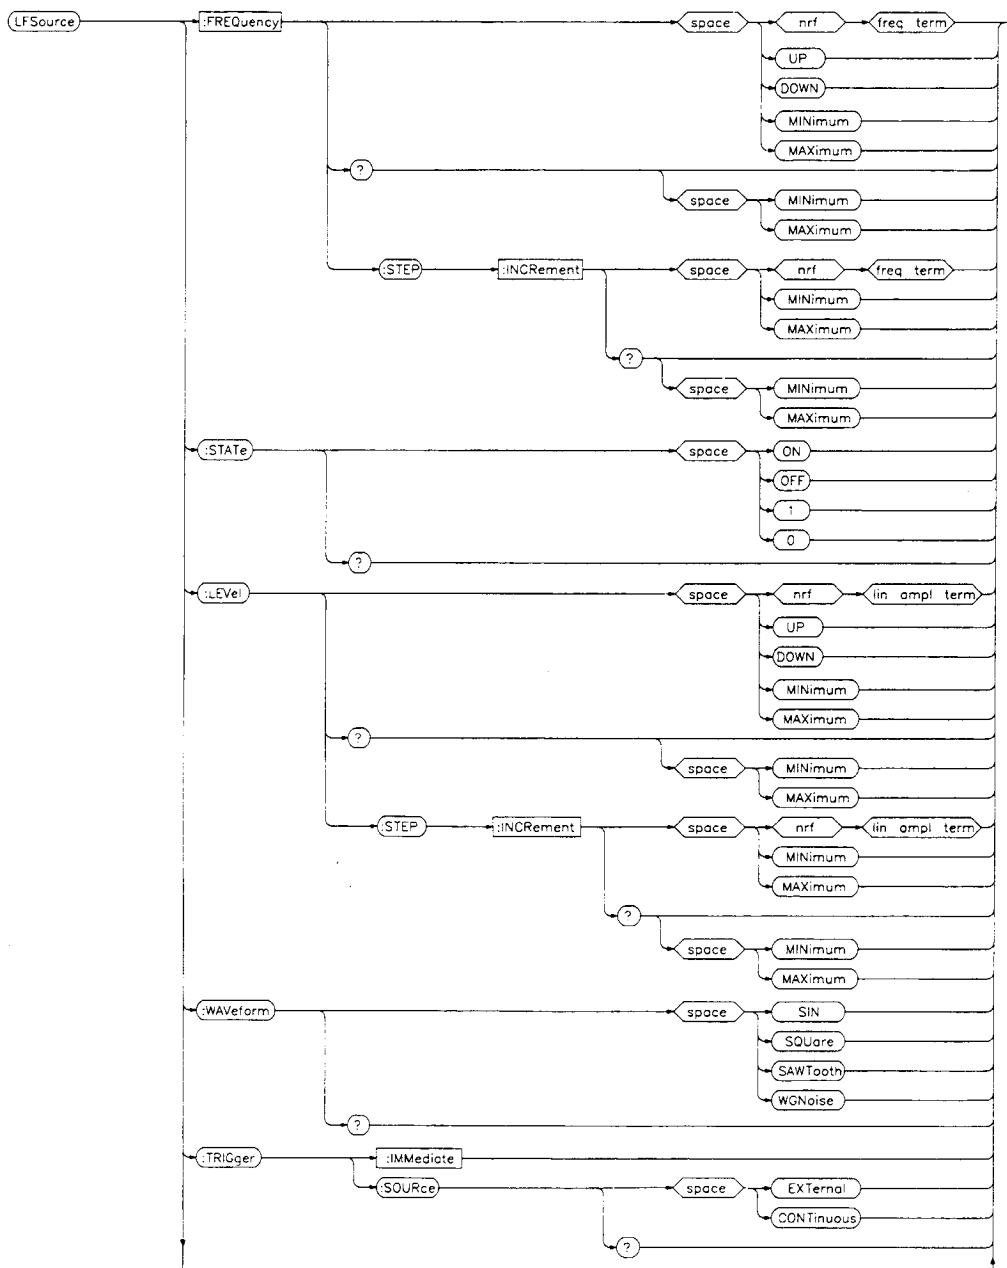 LFSource :FREQuency space nrf freq term
UP
DOWN
MINimum
MAXimum
?
space MINimum
MAXimum
:STEP :INCRement space nrf freq term
MINimum
MAXimum
?
space MINimum
MAXimum
:STATe space ON
OFF
1
0
?
:LEVel space nrf lin ampl term
UP
DOWN
MINimum
MAXimum
?
space MINimum
MAXimum
:STEP :INCRement space nrf lin ampl term
MINimum
MAXimum
?
space MINimum
MAXimum
:WAVeform space SIN
SQUare
SAWTooth
WGNoise
?
:TRIGger :IMMediate
:SOURce space EXTernal
CONTinuous
?